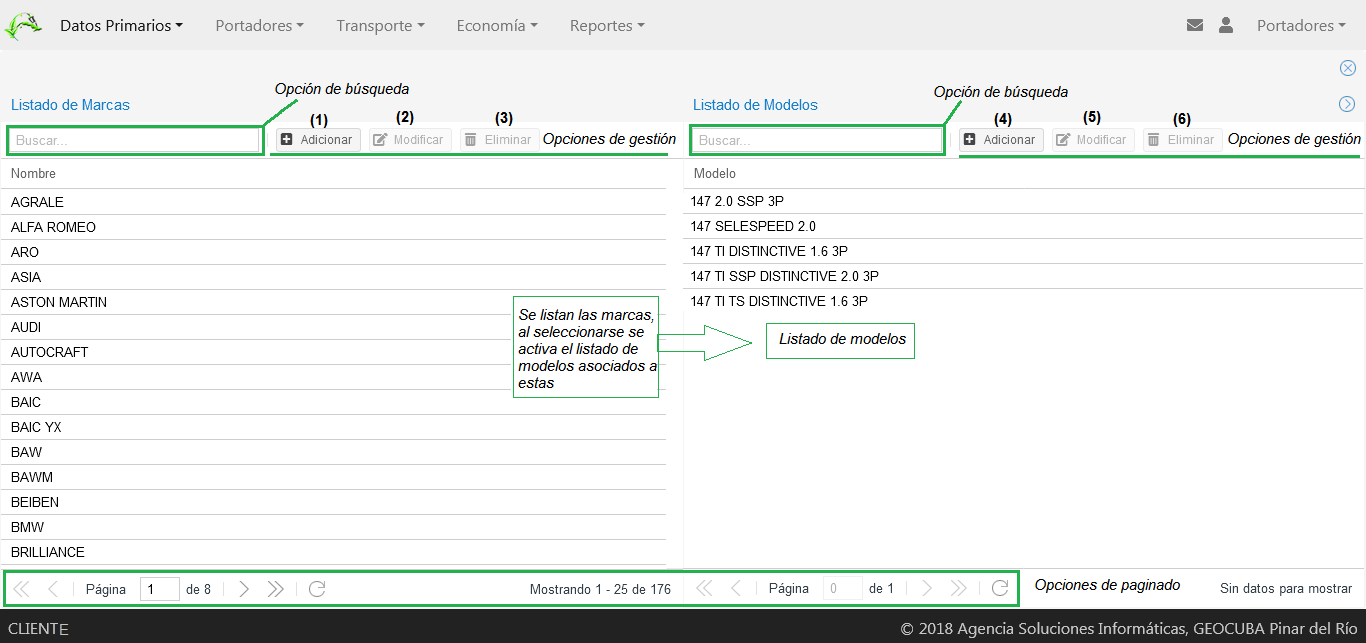 Datos Primarios Portadores Transporte Economía Reportes Portadores
Opción de búsqueda
Opción de búsqueda
Listado de Marcas
Listado de Modelos
(1) (2) (3)
(4) (5) (6)
Buscar... Adicionar Modificar Eliminar Opciones de gestión
Buscar... Adicionar Modificar Eliminar Opciones de gestión
Nombre
AGRALE
ALFA ROMEO
ARO
ASIA
ASTON MARTIN
AUDI
AUTOCRAFT
AWA
BAIC
BAIC YX
BAW
BAWM
BEIBEN
BMW
BRILLIANCE
Modelo
147 2.0 SSP 3P
147 SELESPEED 2.0
147 TI DISTINCTIVE 1.6 3P
147 TI SSP DISTINCTIVE 2.0 3P
147 TI TS DISTINCTIVE 1.6 3P
Se listan las marcas,
al seleccionarse se
activa el listado de
modelos asociados a
estas
Listado de modelos
Página 1 de 8 Mostrando 1 - 25 de 176
Página 0 de 1 Opciones de paginado Sin datos para mostrar
CLIENTE © 2018 Agencia Soluciones Informáticas, GEOCUBA Pinar del Río